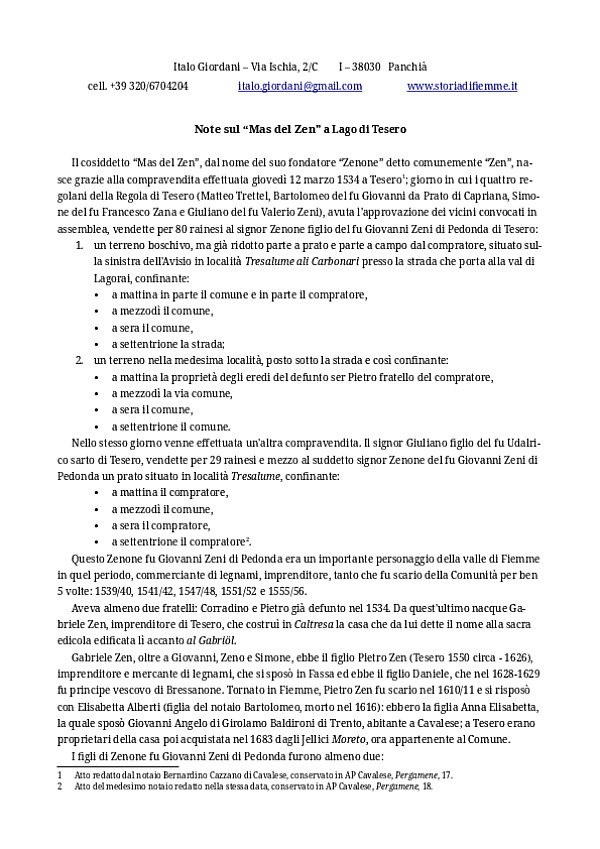 Italo Giordani – Via Ischia, 2/C I – 38030 Panchià
cell. +39 320/6704204 italo.giordani@gmail.com www.storiadifiemme.it
Note sul “Mas del Zen” a Lago di Tesero
Il cosiddetto “Mas del Zen”, dal nome del suo fondatore “Zenone” detto comunemente “Zen”, na-
sce grazie alla compravendita effettuata giovedì 12 marzo 1534 a Tesero1; giorno in cui i quattro re-
golani della Regola di Tesero (Matteo Trettel, Bartolomeo del fu Giovanni da Prato di Capriana, Simo-
ne del fu Francesco Zana e Giuliano del fu Valerio Zeni), avuta l'approvazione dei vicini convocati in
assemblea, vendette per 80 rainesi al signor Zenone figlio del fu Giovanni Zeni di Pedonda di Tesero:
1. un terreno boschivo, ma già ridotto parte a prato e parte a campo dal compratore, situato sul-
la sinistra dell'Avisio in località Tresalume ali Carbonari presso la strada che porta alla val di
Lagorai, confinante:
• a mattina in parte il comune e in parte il compratore,
• a mezzodì il comune,
• a sera il comune,
• a settentrione la strada;
2. un terreno nella medesima località, posto sotto la strada e così confinante:
• a mattina la proprietà degli eredi del defunto ser Pietro fratello del compratore,
• a mezzodì la via comune,
• a sera il comune,
• a settentrione il comune.
Nello stesso giorno venne effettuata un'altra compravendita. Il signor Giuliano figlio del fu Udalri-
co sarto di Tesero, vendette per 29 rainesi e mezzo al suddetto signor Zenone del fu Giovanni Zeni di
Pedonda un prato situato in località Tresalume, confinante:
• a mattina il compratore,
• a mezzodì il comune,
• a sera il compratore,
• a settentrione il compratore2.
Questo Zenone fu Giovanni Zeni di Pedonda era un importante personaggio della valle di Fiemme
in quel periodo, commerciante di legnami, imprenditore, tanto che fu scario della Comunità per ben
5 volte: 1539/40, 1541/42, 1547/48, 1551/52 e 1555/56.
Aveva almeno due fratelli: Corradino e Pietro già defunto nel 1534. Da quest'ultimo nacque Ga-
briele Zen, imprenditore di Tesero, che costruì in Caltresa la casa che da lui dette il nome alla sacra
edicola edificata lì accanto al Gabriöl.
Gabriele Zen, oltre a Giovanni, Zeno e Simone, ebbe il figlio Pietro Zen (Tesero 1550 circa - 1626),
imprenditore e mercante di legnami, che si sposò in Fassa ed ebbe il figlio Daniele, che nel 1628-1629
fu principe vescovo di Bressanone. Tornato in Fiemme, Pietro Zen fu scario nel 1610/11 e si risposò
con Elisabetta Alberti (figlia del notaio Bartolomeo, morto nel 1616): ebbero la figlia Anna Elisabetta,
la quale sposò Giovanni Angelo di Girolamo Baldironi di Trento, abitante a Cavalese; a Tesero erano
proprietari della casa poi acquistata nel 1683 dagli Jellici Moreto, ora appartenente al Comune.
I figli di Zenone fu Giovanni Zeni di Pedonda furono almeno due:
1 Atto redatto dal notaio Bernardino Cazzano di Cavalese, conservato in AP Cavalese, Pergamene, 17.
2 Atto del medesimo notaio redatto nella stessa data, conservato in AP Cavalese, Pergamene, 18.